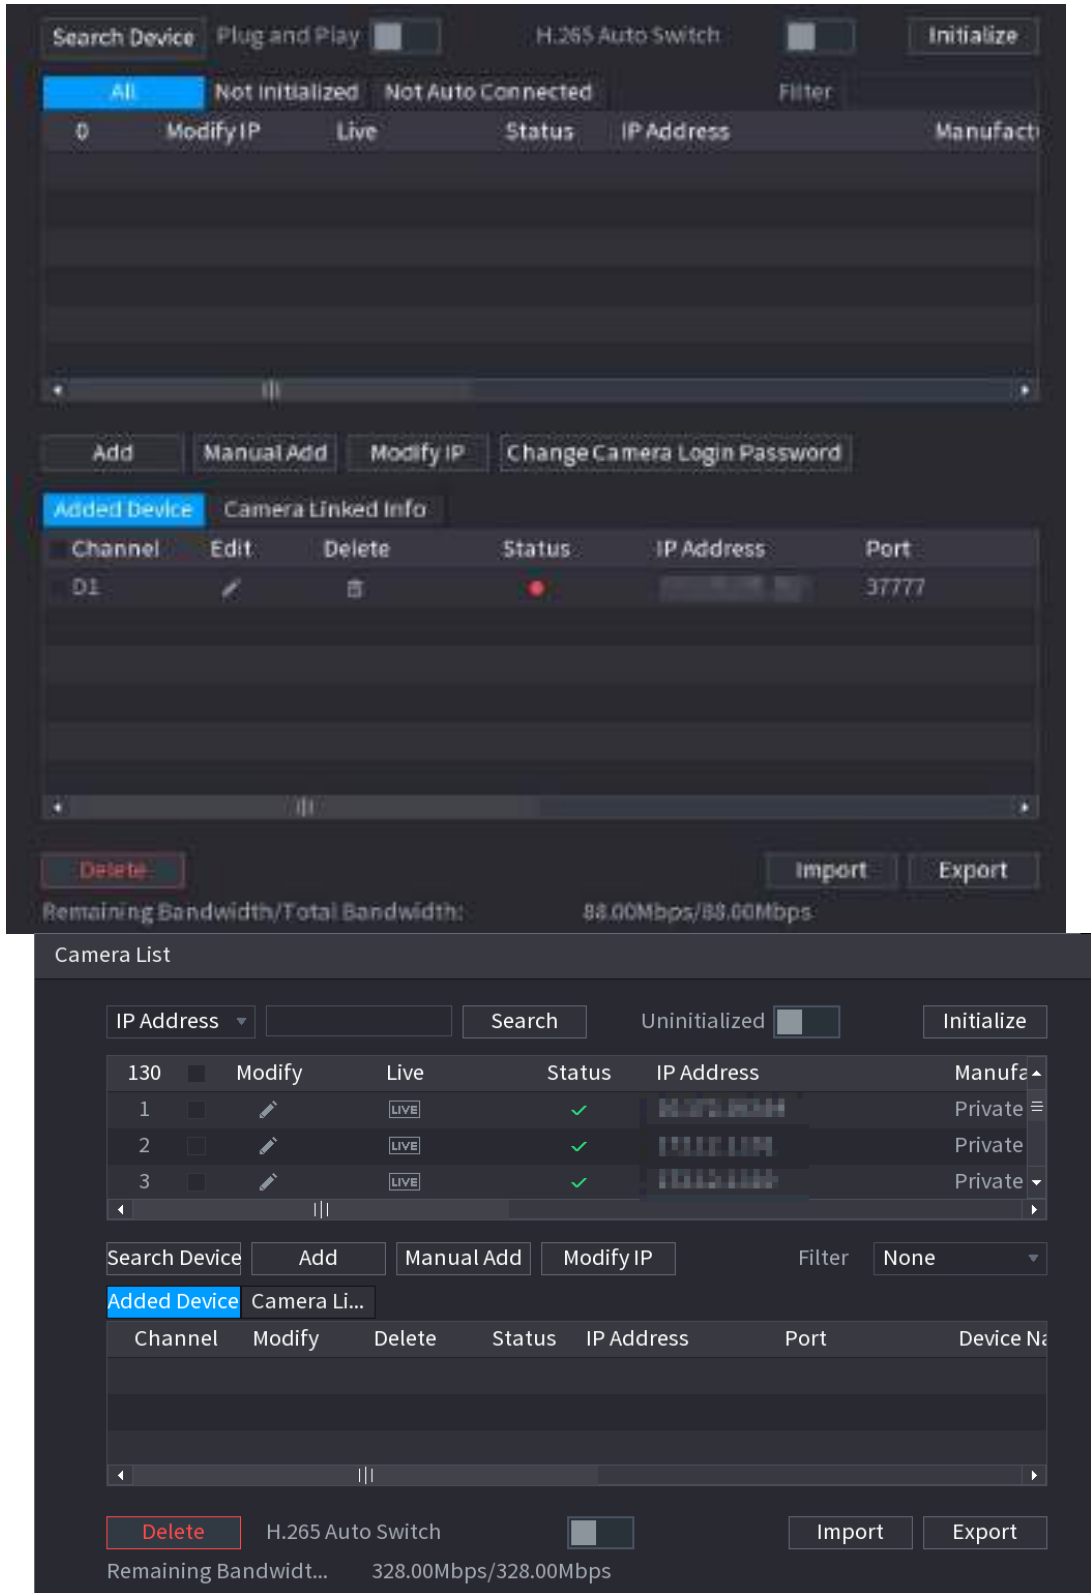 Search Device Plug and Play H.265 Auto Switch Initialize
All Not Initialized Not Auto Connected Filter
0 Modify IP Live Status IP Address Manufact
Add Manual Add Modify IP Change Camera Login Password
Added Device Camera Linked Info
Channel Edit Delete Status IP Address Port
D1 37777
Delete Import Export
Remaining Bandwidth/Total Bandwidth: 88.00Mbps/88.00Mbps
Camera List
IP Address Search Uninitialized Initialize
130 Modify Live Status IP Address Manufa
1 LIVE Private
2 LIVE Private
3 LIVE Private
Search Device Add Manual Add Modify IP Filter None
Added Device Camera Li...
Channel Modify Delete Status IP Address Port Device Na
Delete H.265 Auto Switch Import Export
Remaining Bandwidt... 328.00Mbps/328.00Mbps